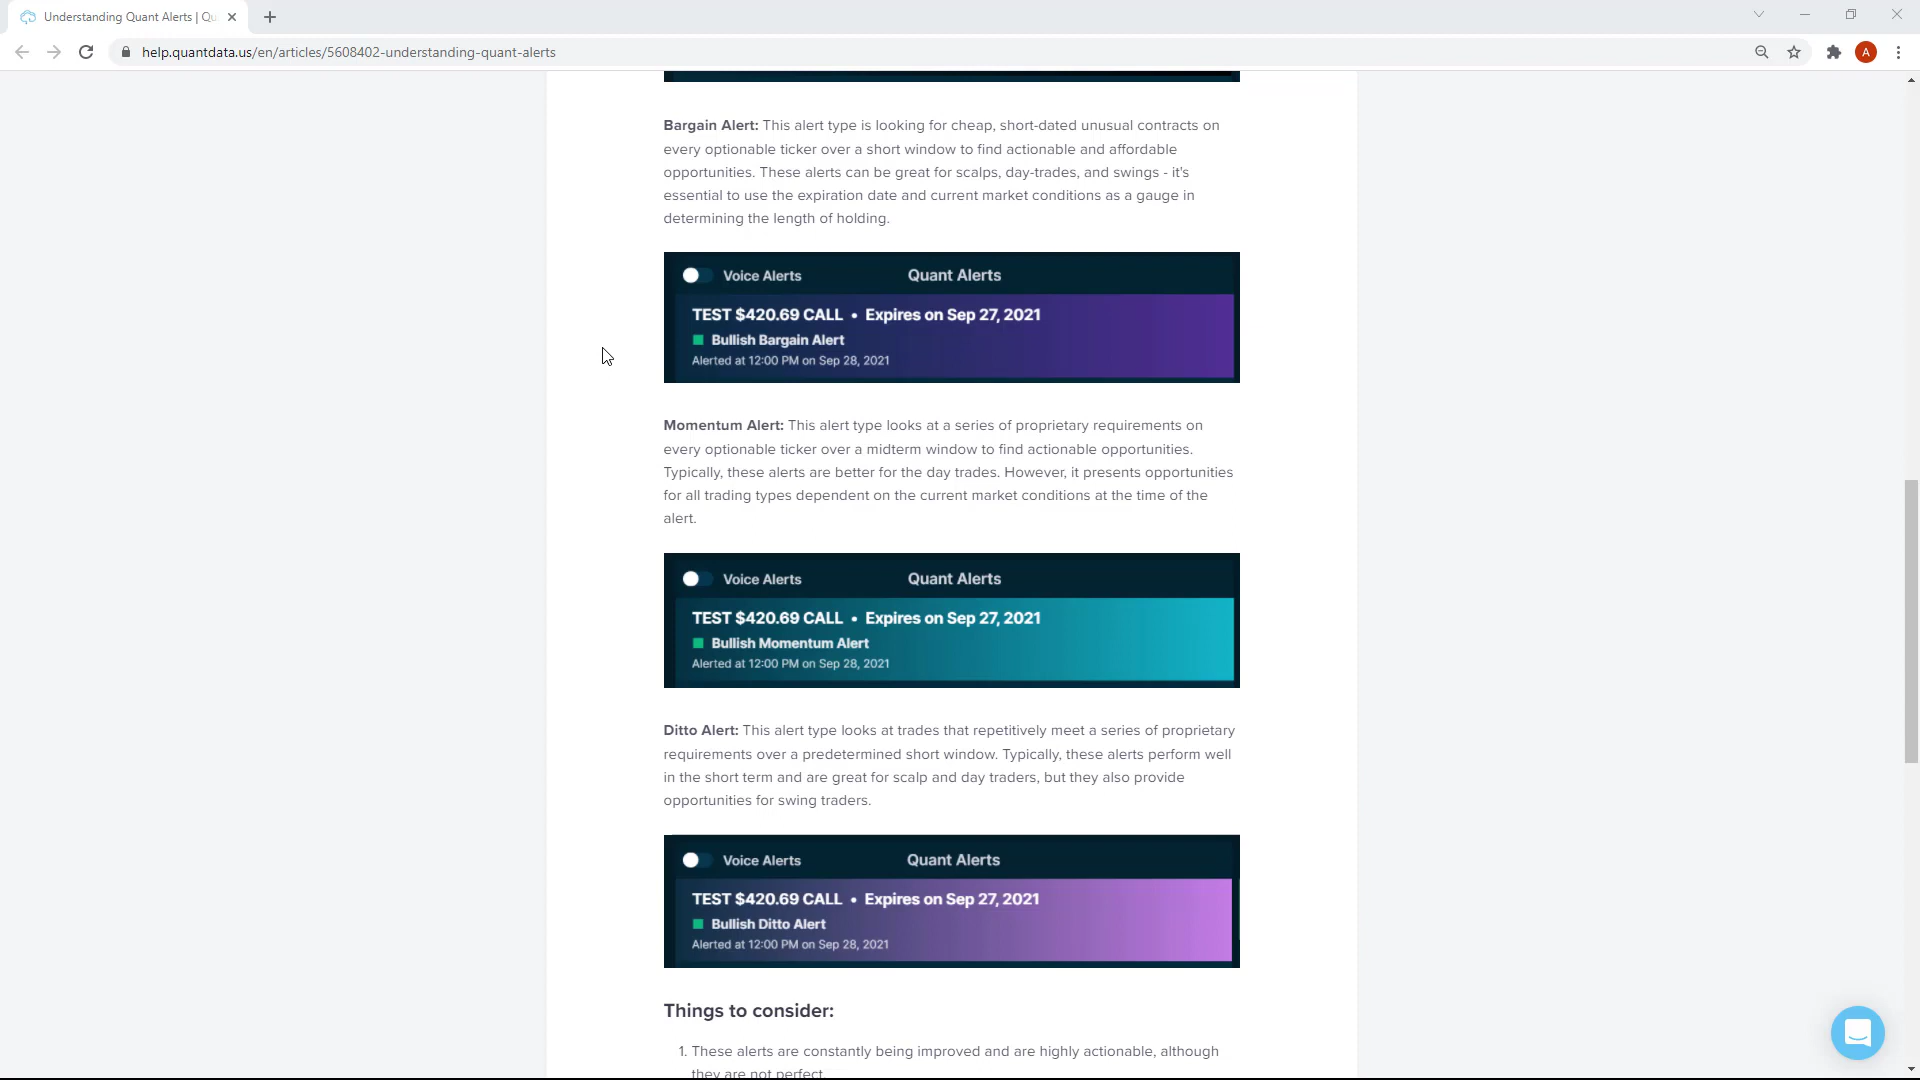 Understanding Quant Alerts | Qu
help.quantdata.us/en/articles/5608402-understanding-quant-alerts
A
Bargain Alert: This alert type is looking for cheap, short-dated unusual contracts on
every optionable ticker over a short window to find actionable and affordable
opportunities. These alerts can be great for scalps, day-trades, and swings - it's
essential to use the expiration date and current market conditions as a gauge in
determining the length of holding.
Voice Alerts Quant Alerts
TEST $420.69 CALL • Expires on Sep 27, 2021
Bullish Bargain Alert
Alerted at 12:00 PM on Sep 28, 2021
Momentum Alert: This alert type looks at a series of proprietary requirements on
every optionable ticker over a midterm window to find actionable opportunities.
Typically, these alerts are better for the day trades. However, it presents opportunities
for all trading types dependent on the current market conditions at the time of the
alert.
Voice Alerts Quant Alerts
TEST $420.69 CALL • Expires on Sep 27, 2021
Bullish Momentum Alert
Alerted at 12:00 PM on Sep 28, 2021
Ditto Alert: This alert type looks at trades that repetitively meet a series of proprietary
requirements over a predetermined short window. Typically, these alerts perform well
in the short term and are great for scalp and day traders, but they also provide
opportunities for swing traders.
Voice Alerts Quant Alerts
TEST $420.69 CALL • Expires on Sep 27, 2021
Bullish Ditto Alert
Alerted at 12:00 PM on Sep 28, 2021
Things to consider:
1. These alerts are constantly being improved and are highly actionable, although
they are not perfect.